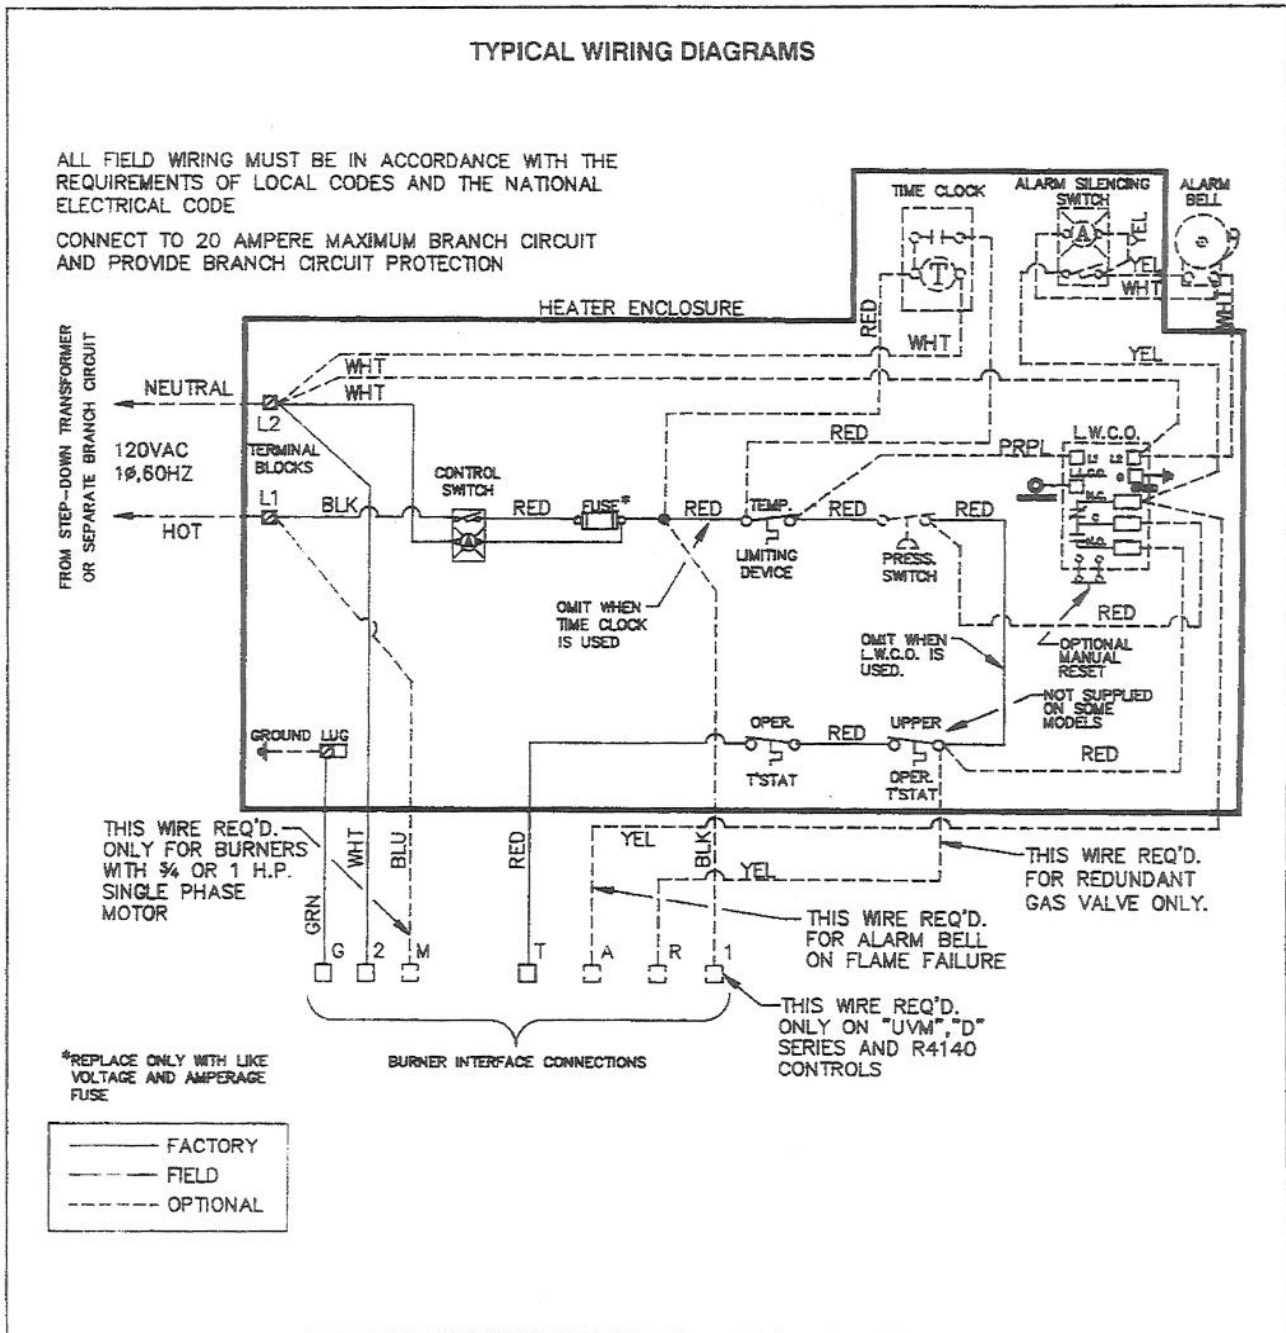 TYPICAL WIRING DIAGRAMS
ALL FIELD WIRING MUST BE IN ACCORDANCE WITH THE
REQUIREMENTS OF LOCAL CODES AND THE NATIONAL
ELECTRICAL CODE
CONNECT TO 20 AMPERE MAXIMUM BRANCH CIRCUIT
AND PROVIDE BRANCH CIRCUIT PROTECTION
TIME CLOCK
ALARM SILENCING
SWITCH
ALARM
BELL
A
YEL
YEL
WHT
WHT
T
RED
WHT
HEATER ENCLOSURE
YEL
FROM STEP-DOWN TRANSFORMER
OR SEPARATE BRANCH CIRCUIT
NEUTRAL
L2
120VAC
1ø,60HZ
TERMINAL
BLOCKS
L1
HOT
WHT
WHT
RED
PRPL
L.W.C.O.
L1
L2
G
N.C.
C
N.O.
BLK
CONTROL
SWITCH
A
RED
FUSE*
RED
TEMP.
LIMITING
DEVICE
RED
PRESS.
SWITCH
RED
OMIT WHEN
TIME CLOCK
IS USED
RED
OMIT WHEN
L.W.C.O. IS
USED.
OPTIONAL
MANUAL
RESET
NOT SUPPLIED
ON SOME
MODELS
GROUND LUG
OPER.
T'STAT
RED
UPPER
OPER.
T'STAT
RED
THIS WIRE REQ'D.
ONLY FOR BURNERS
WITH ¾ OR 1 H.P.
SINGLE PHASE
MOTOR
GRN
WHT
BLU
RED
YEL
BLK
YEL
THIS WIRE REQ'D.
FOR REDUNDANT
GAS VALVE ONLY.
THIS WIRE REQ'D.
FOR ALARM BELL
ON FLAME FAILURE
G
2
M
T
A
R
1
THIS WIRE REQ'D.
ONLY ON "UVM","D"
SERIES AND R4140
CONTROLS
BURNER INTERFACE CONNECTIONS
*REPLACE ONLY WITH LIKE
VOLTAGE AND AMPERAGE
FUSE
FACTORY
FIELD
OPTIONAL